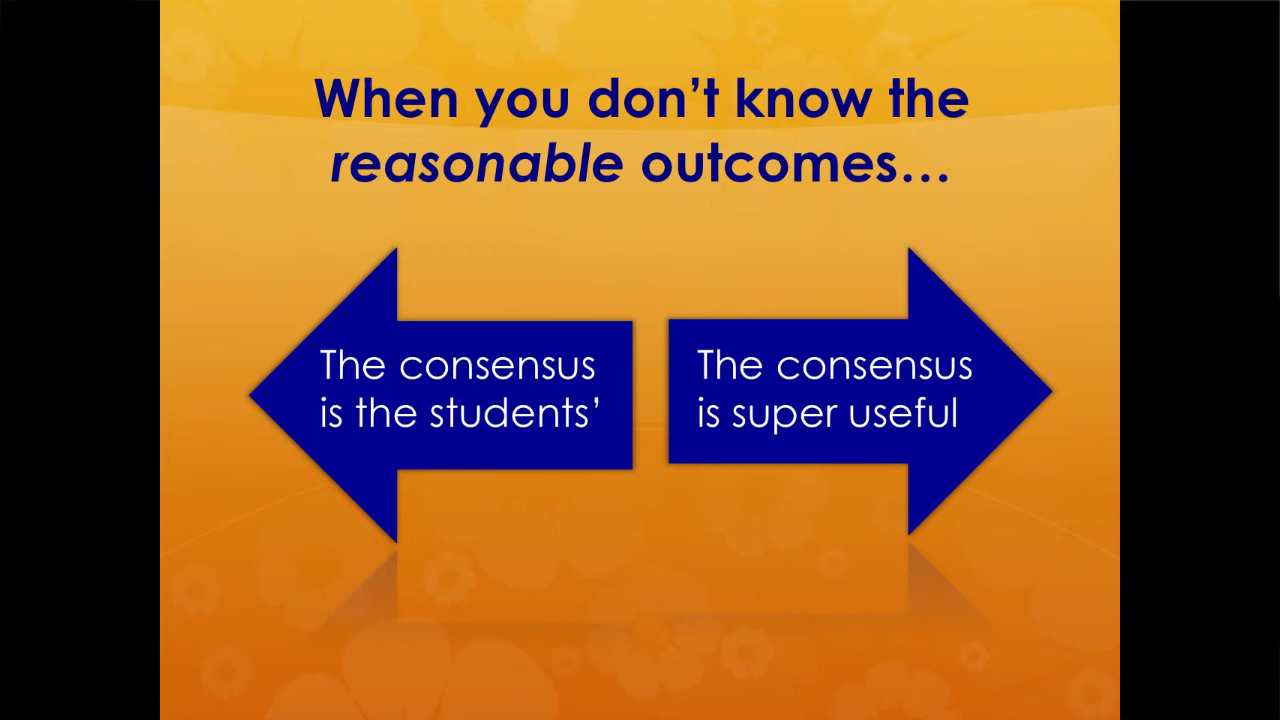 When you don’t know the
reasonable outcomes…
The consensus
is the students’
The consensus
is super useful